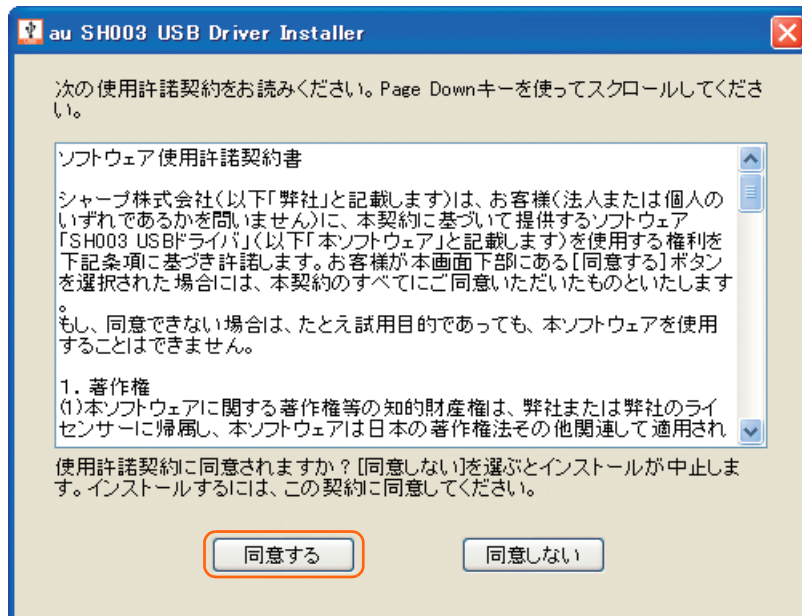 au SH003 USB Driver Installer
次の使用許諾契約をお読みください。Page Downキーを使ってスクロールしてくださ
い。
ソフトウェア使用許諾契約書
シャープ株式会社(以下「弊社」と記載します)は、お客様(法人または個人の
いずれであるかを問いません)に、本契約に基づいて提供するソフトウェア
「SH003 USBドライバ」(以下「本ソフトウェア」と記載します)を使用する権利を
下記条項に基づき許諾します。お客様が本画面下部にある[同意する]ボタン
を選択された場合には、本契約のすべてにご同意いただいたものといたします
。
もし、同意できない場合は、たとえ試用目的であっても、本ソフトウェアを使用
することはできません。
1. 著作権
(1)本ソフトウェアに関する著作権等の知的財産権は、弊社または弊社のライ
センサーに帰属し、本ソフトウェアは日本の著作権法その他関連して適用され
使用許諾契約に同意されますか？[同意しない]を選ぶとインストールが中止しま
す。インストールするには、この契約に同意してください。
同意する
同意しない